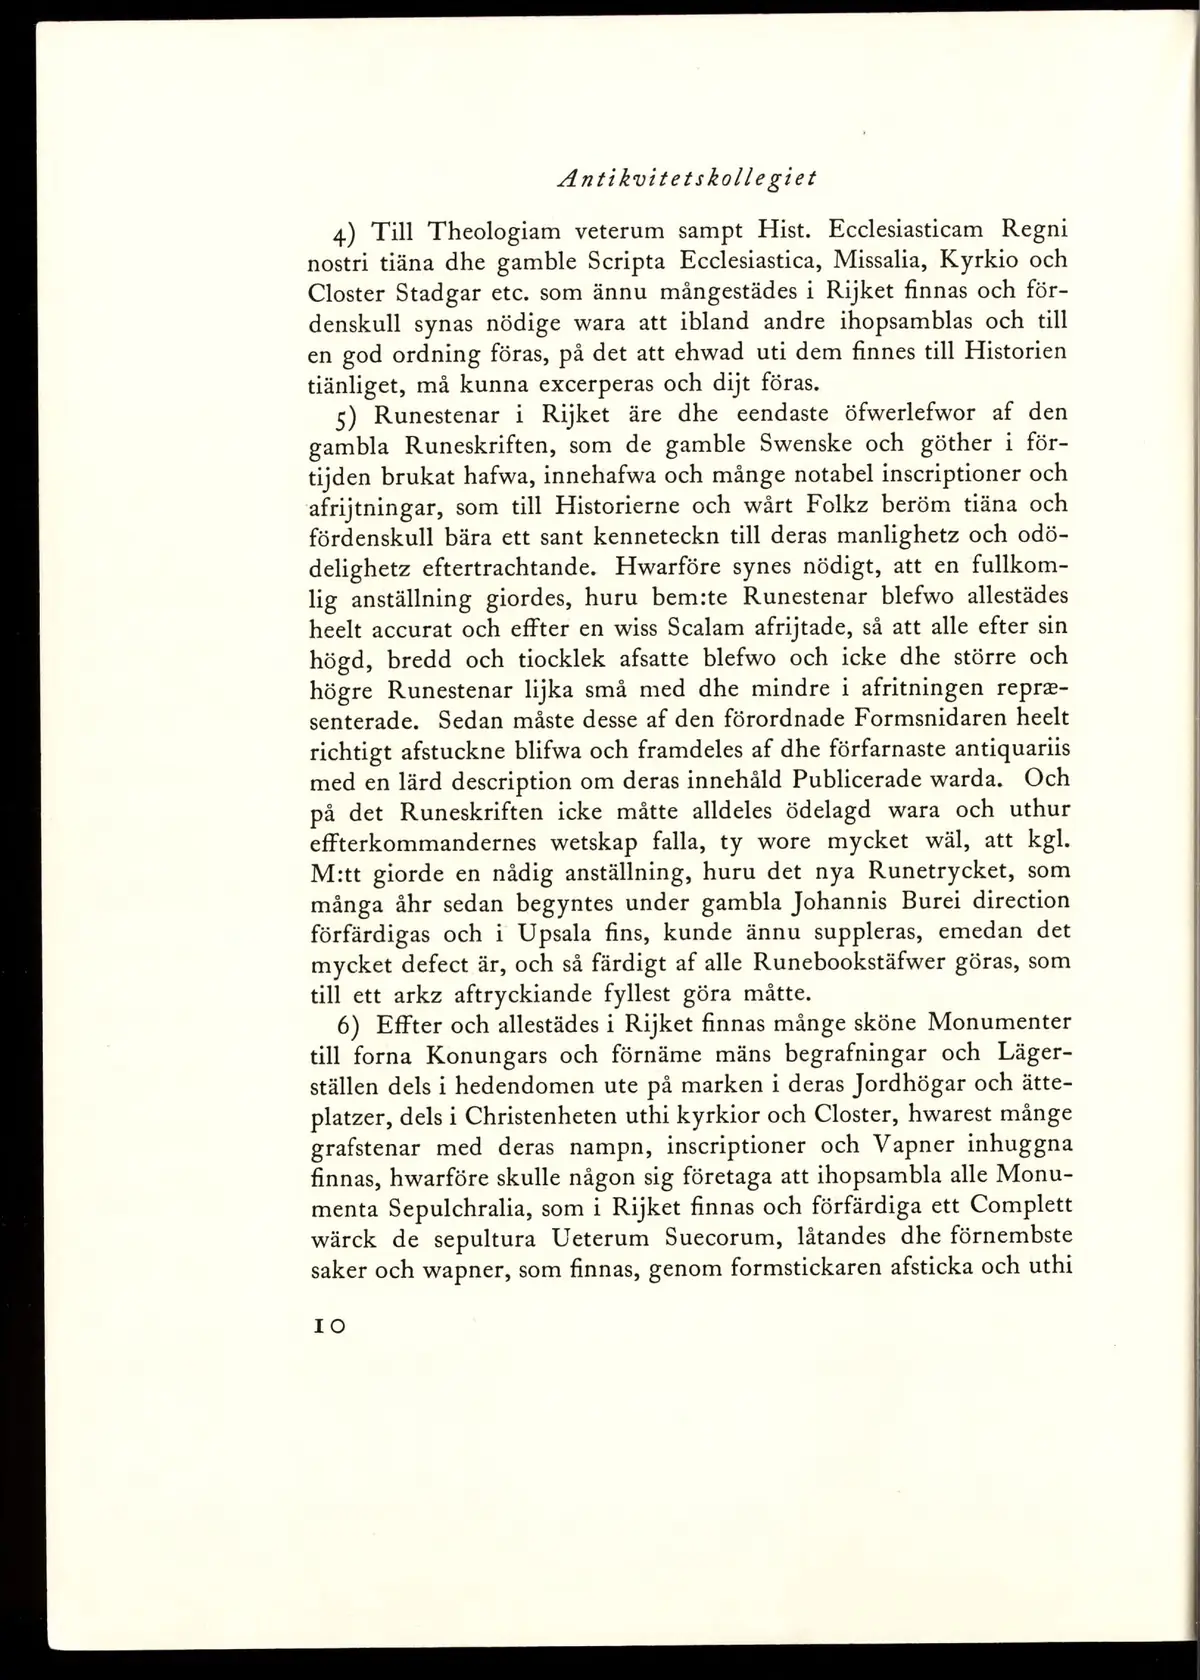 Antikvitetskollegiet
4) Till Theologiam veterum sampt Hist. Ecclesiasticam Regni
nostri tiäna dhe gamble Scripta Ecclesiastica, Missalia, Kyrkio och
Closter Stadgar etc. som ännu mångestädes i Rijket finnas och för-
denskull synas nödige wara att ibland andre ihopsamblas och till
en god ordning föras, på det att ehwad uti dem finnes till Historien
tiänliget, må kunna excerperas och dijt föras.
5) Runestenar i Rijket äre dhe eendaste öfwerlefwor af den
gambla Runeskriften, som de gamble Swenske och göther i för-
tijden brukat hafwa, innehafwa och månge notabel inscriptioner och
afrijtningar, som till Historierne och wårt Folkz beröm tiäna och
fördenskull bära ett sant kenneteckn till deras manlighetz och odö-
delighetz eftertrachtande. Hwarföre synes nödigt, att en fullkom-
lig anställning giordes, huru bem:te Runestenar blefwo allestädes
heelt accurat och effter en wiss Scalam afrijtade, så att alle efter sin
högd, bredd och tiocklek afsatte blefwo och icke dhe större och
högre Runestenar lijka små med dhe mindre i afritningen repræ-
senterade. Sedan måste desse af den förordnade Formsnidaren heelt
richtigt afstuckne blifwa och framdeles af dhe förfarnaste antiquariis
med en lärd description om deras innehåld Publicerade warda. Och
på det Runeskriften icke måtte alldeles ödelagd wara och uthur
effterkommandernes wetskap falla, ty wore mycket wäl, att kgl.
M:tt giorde en nådig anställning, huru det nya Runetrycket, som
många åhr sedan begyntes under gambla Johannis Burei direction
förfärdigas och i Upsala fins, kunde ännu suppleras, emedan det
mycket defect är, och så färdigt af alle Runebookstäfwer göras, som
till ett arkz aftryckiande fyllest göra måtte.
6) Effter och allestädes i Rijket finnas månge sköne Monumenter
till forna Konungars och förnäme mäns begrafningar och Läger-
ställen dels i hedendomen ute på marken i deras Jordhögar och ätte-
platzer, dels i Christenheten uthi kyrkior och Closter, hwarest månge
grafstenar med deras nampn, inscriptioner och Vapner inhuggna
finnas, hwarföre skulle någon sig företaga att ihopsambla alle Monu-
menta Sepulchralia, som i Rijket finnas och förfärdiga ett Complett
wärck de sepultura Ueterum Suecorum, låtandes dhe förnembste
saker och wapner, som finnas, genom formstickaren afsticka och uthi
10